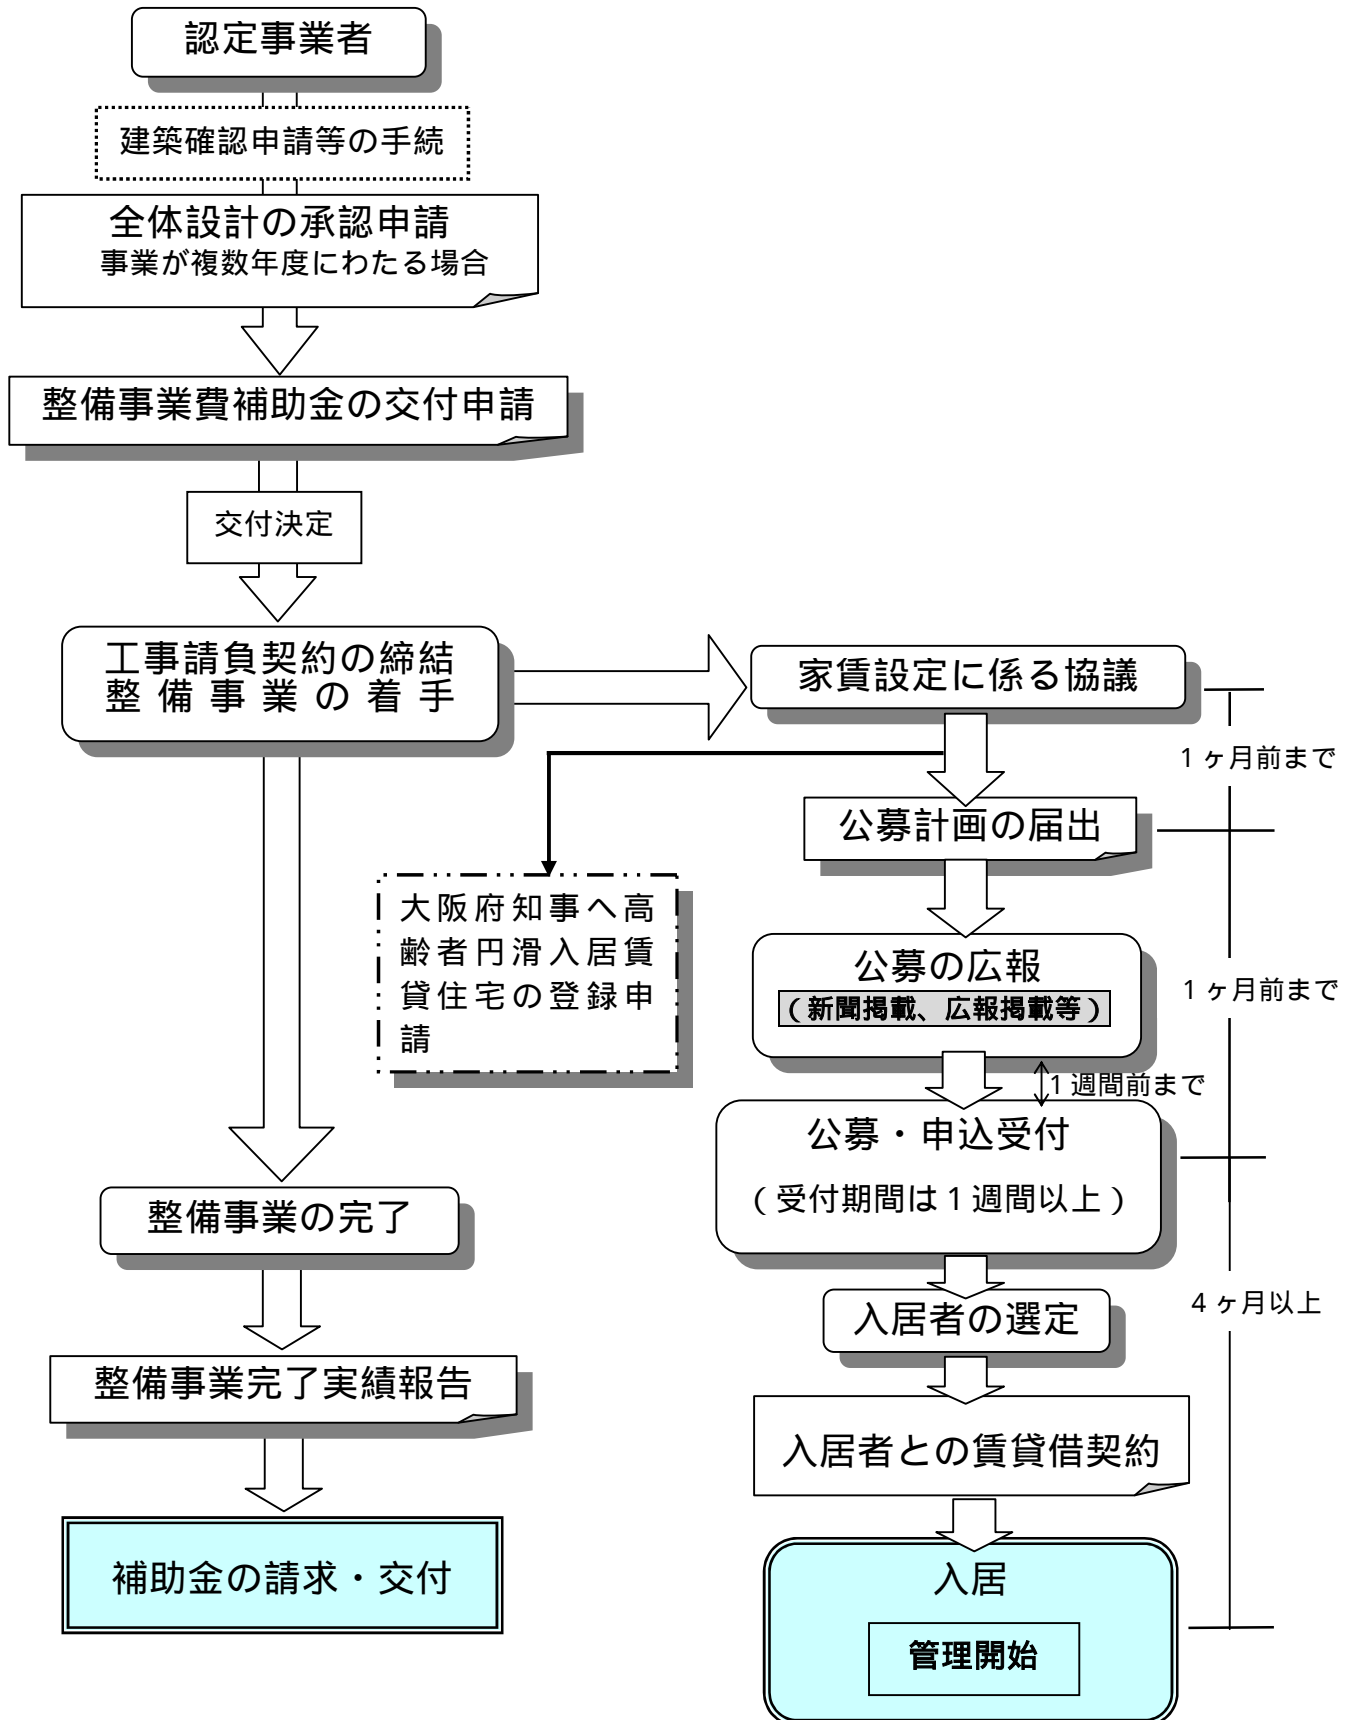 認定事業者
建築確認申請等の手続
全体設計の承認申請
事業が複数年度にわたる場合
整備事業費補助金の交付申請
交付決定
工事請負契約の締結
整備事業の着手
家賃設定に係る協議
1ヶ月前まで
公募計画の届出
大阪府知事へ高
齢者円滑入居賃
貸住宅の登録申
請
公募の広報
(新聞掲載、広報掲載等)
1ヶ月前まで
1週間前まで
公募・申込受付
(受付期間は1週間以上)
整備事業の完了
入居者の選定
4ヶ月以上
整備事業完了実績報告
入居者との賃貸借契約
補助金の請求・交付
入居
管理開始